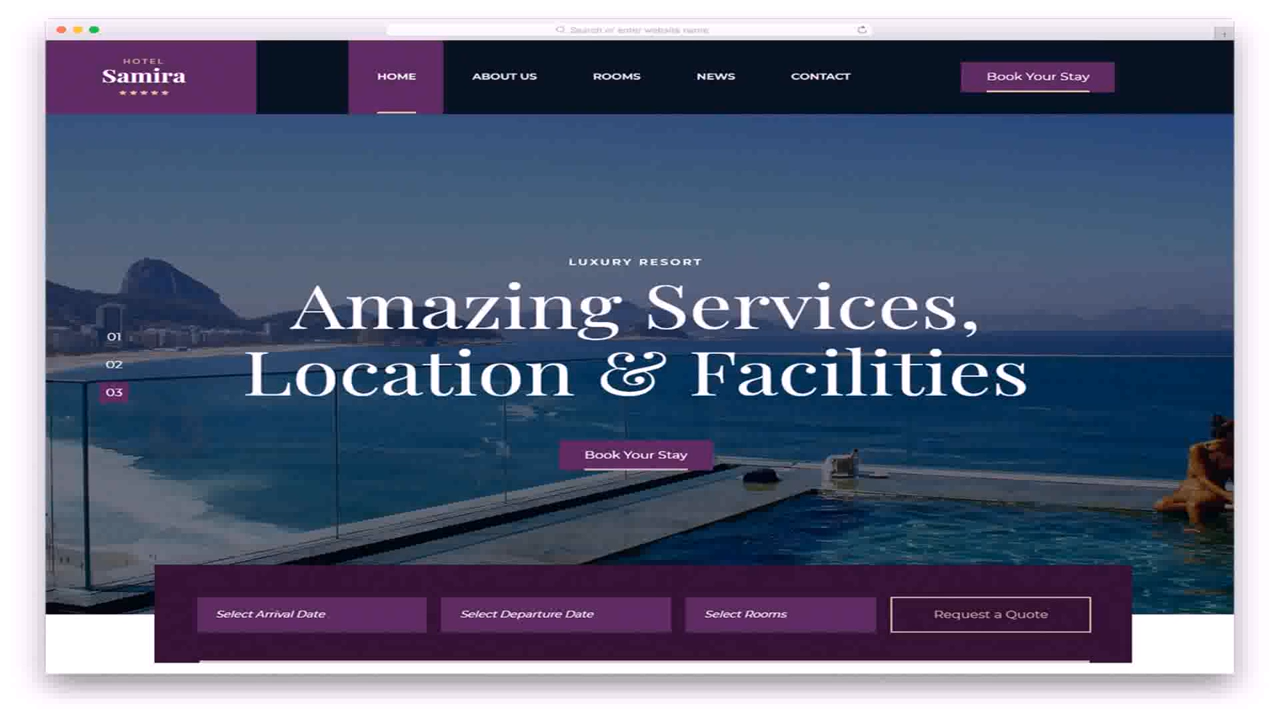 Search or enter website name
HOTEL
Samira
HOME
ABOUT US
ROOMS
NEWS
CONTACT
Book Your Stay
LUXURY RESORT
Amazing Services,
Location & Facilities
01
02
03
Book Your Stay
Select Arrival Date
Select Departure Date
Select Rooms
Request a Quote